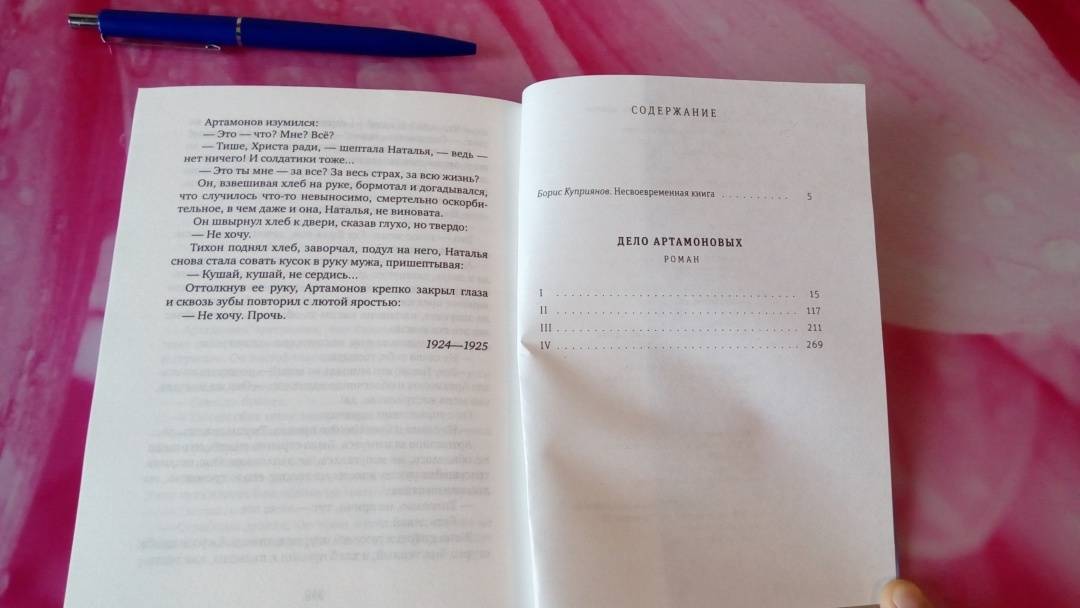 Артамонов изумился:
— Это — что? Мне? Всё?
— Тише, Христа ради, — шептала Наталья, — ведь —
нет ничего! И солдатики тоже...
— Это ты мне — за все? За весь страх, за всю жизнь?
Он, взвешивая хлеб на руке, бормотал и догадывался,
что случилось что-то невыносимо, смертельно оскорби-
тельное, в чем даже и она, Наталья, не виновата.
Он швырнул хлеб к двери, сказав глухо, но твердо:
— Не хочу.
Тихон поднял хлеб, заворчал, подул на него, Наталья
снова стала совать кусок в руку мужа, пришептывая:
— Кушай, кушай, не сердись...
Оттолкнув ее руку, Артамонов крепко закрыл глаза
и сквозь зубы повторил с лютой яростью:
— Не хочу. Прочь.
1924—1925
СОДЕРЖАНИЕ
Борис Куприянов. Несвоевременная книга . . . . . . . . . . 5
ДЕЛО АРТАМОНОВЫХ
РОМАН
I . . . . . . . . . . . . . . . . . . . . . . . . . . . . . . 15
II . . . . . . . . . . . . . . . . . . . . . . . . . . . . . . 117
III . . . . . . . . . . . . . . . . . . . . . . . . . . . . . . 211
IV . . . . . . . . . . . . . . . . . . . . . . . . . . . . . . 269